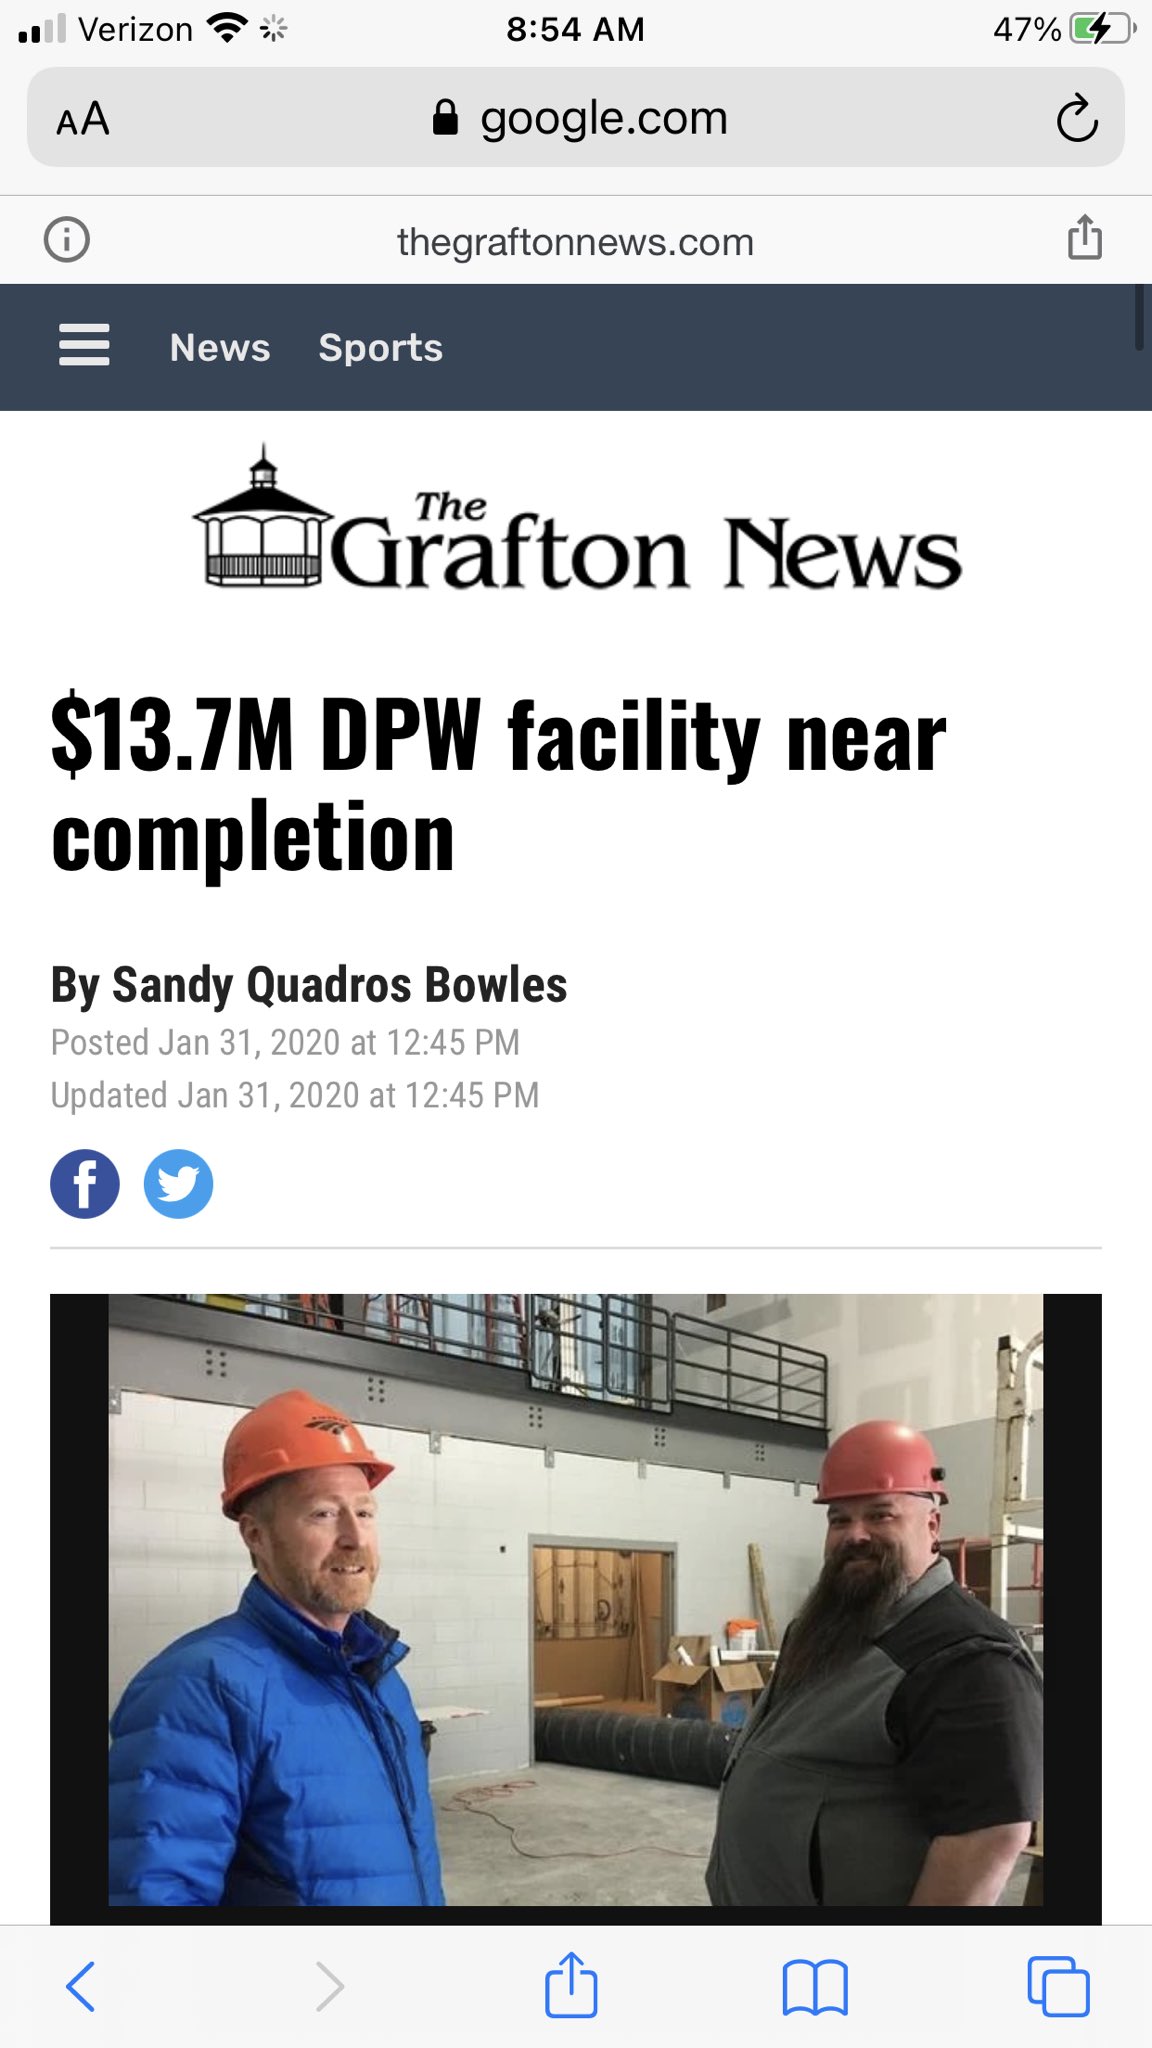 Verizon 8:54 AM 47%
AA google.com
thegraftonnews.com
News Sports
The
Grafton News
$13.7M DPW facility near
completion
By Sandy Quadros Bowles
Posted Jan 31, 2020 at 12:45 PM
Updated Jan 31, 2020 at 12:45 PM